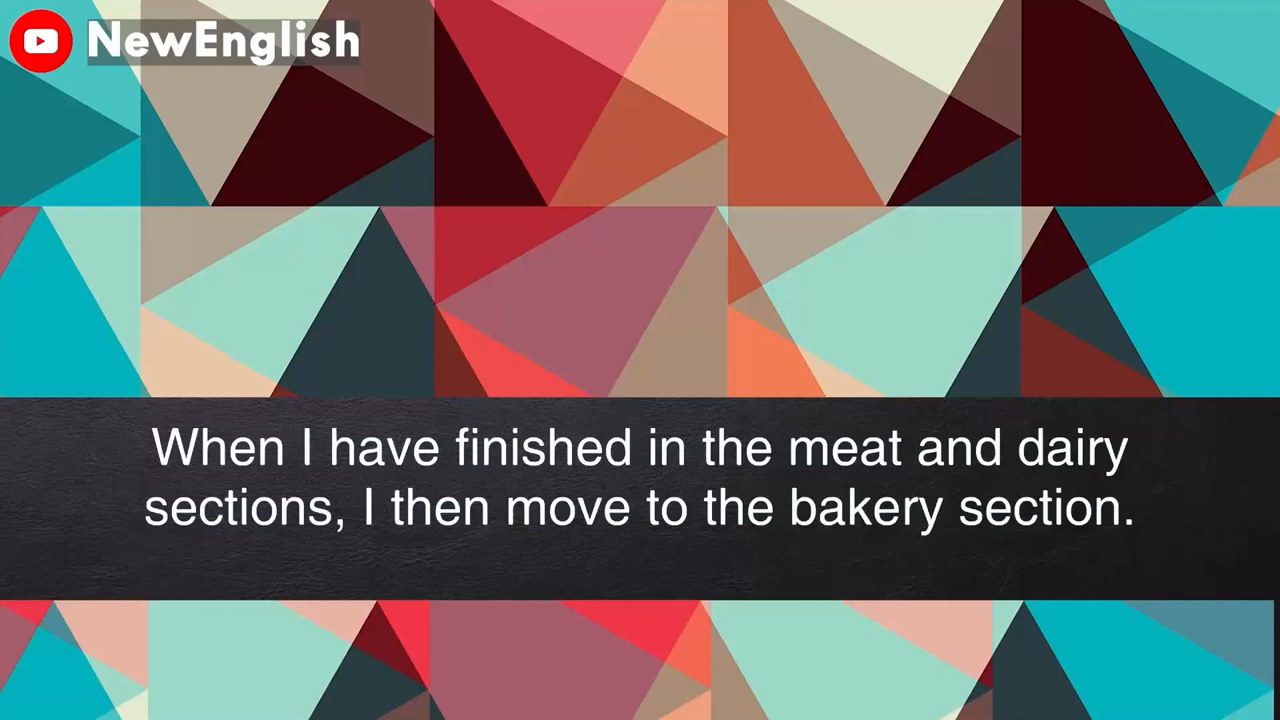 NewEnglish
When I have finished in the meat and dairy
sections, I then move to the bakery section.